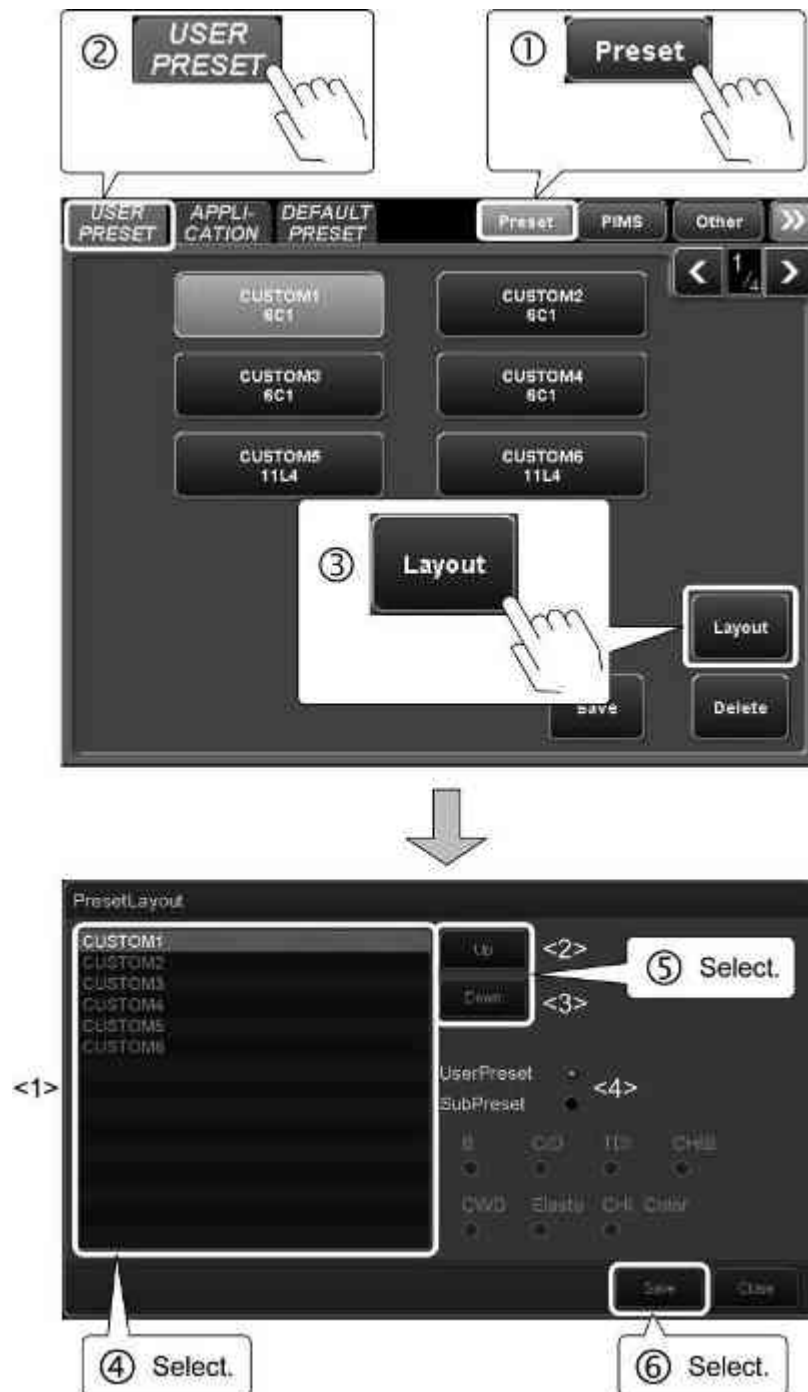 ② USER PRESET
① Preset
USER PRESET
APPLI-CATION
DEFAULT PRESET
Preset
PIMS
Other
»
< 1/4 >
CUSTOM1
6C1
CUSTOM2
6C1
CUSTOM3
6C1
CUSTOM4
6C1
CUSTOM5
11L4
CUSTOM6
11L4
③ Layout
Layout
Save
Delete
PresetLayout
CUSTOM1
CUSTOM2
CUSTOM3
CUSTOM4
CUSTOM5
CUSTOM6
<1>
Up
<2>
Down
<3>
⑤ Select.
UserPreset
<4>
SubPreset
B
TDI
CWD
Elasto
CHI Color
Save
Close
④ Select.
⑥ Select.